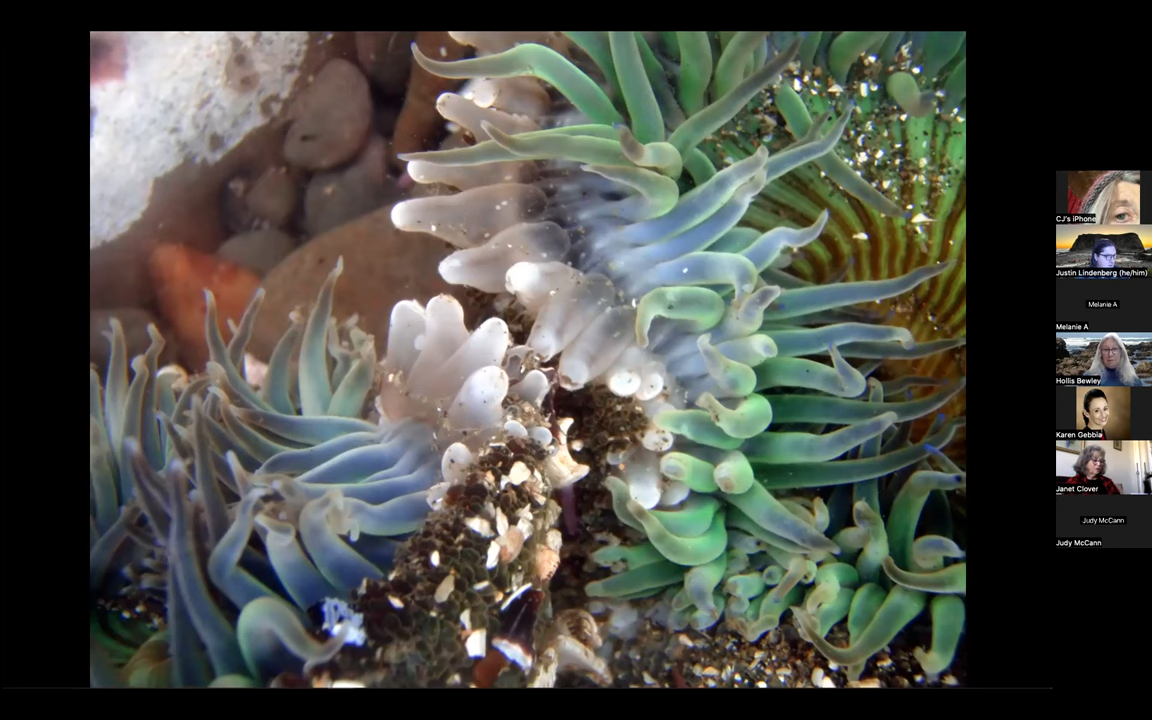 CJ's iPhone
Justin Lindenberg (he/him)
Melanie A
Melanie A
Hollis Bewley
Karen Gebbia
Janet Clover
Judy McCann
Judy McCann